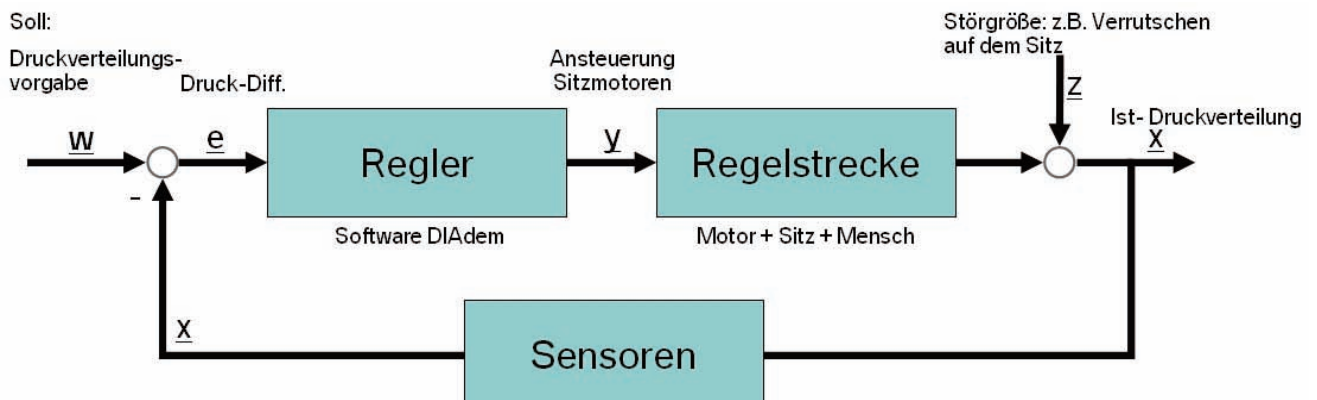 Soll:
Druckverteilungs-
vorgabe
Druck-Diff.
Ansteuerung
Sitzmotoren
Störgröße: z.B. Verrutschen
auf dem Sitz
Ist- Druckverteilung
w
e
Regler
y
Regelstrecke
z
x
-
Software DIAdem
Motor + Sitz + Mensch
x
Sensoren